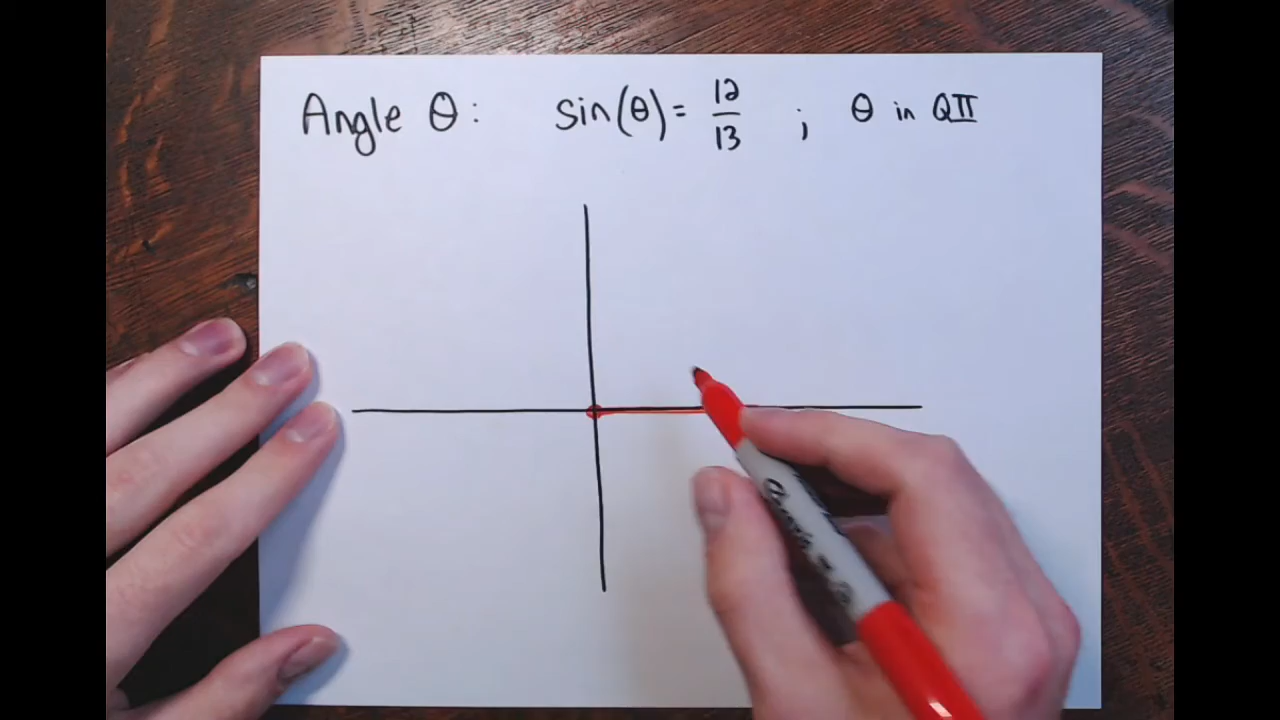 Angle θ: sin(θ) = 12/13 ; θ in QII